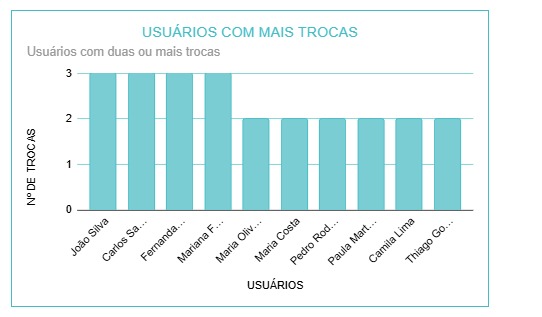 USUÁRIOS COM MAIS TROCAS
Usuários com duas ou mais trocas
3
2
1
0
Nº DE TROCAS
João Silva
Carlos Sa…
Fernanda…
Mariana F…
Maria Oliv…
Maria Costa
Pedro Rod…
Paula Mart…
Camila Lima
Thiago Go…
USUÁRIOS